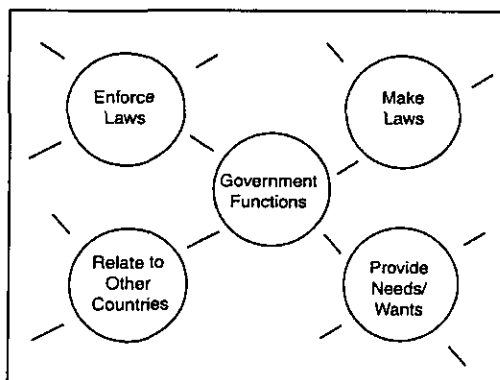 Enforce
Laws
Make
Laws
Government
Functions
Relate to
Other
Countries
Provide
Needs/
Wants